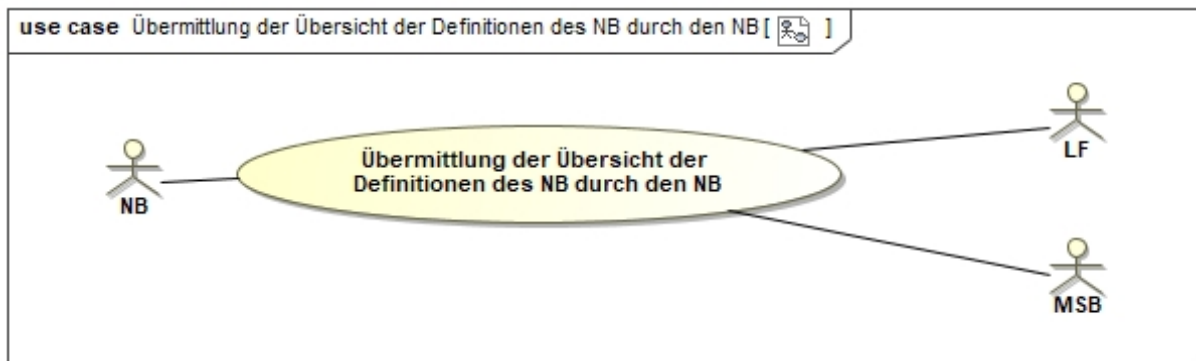 use case Übermittlung der Übersicht der Definitionen des NB durch den NB [ ]
Übermittlung der Übersicht der
Definitionen des NB durch den NB
NB
LF
MSB